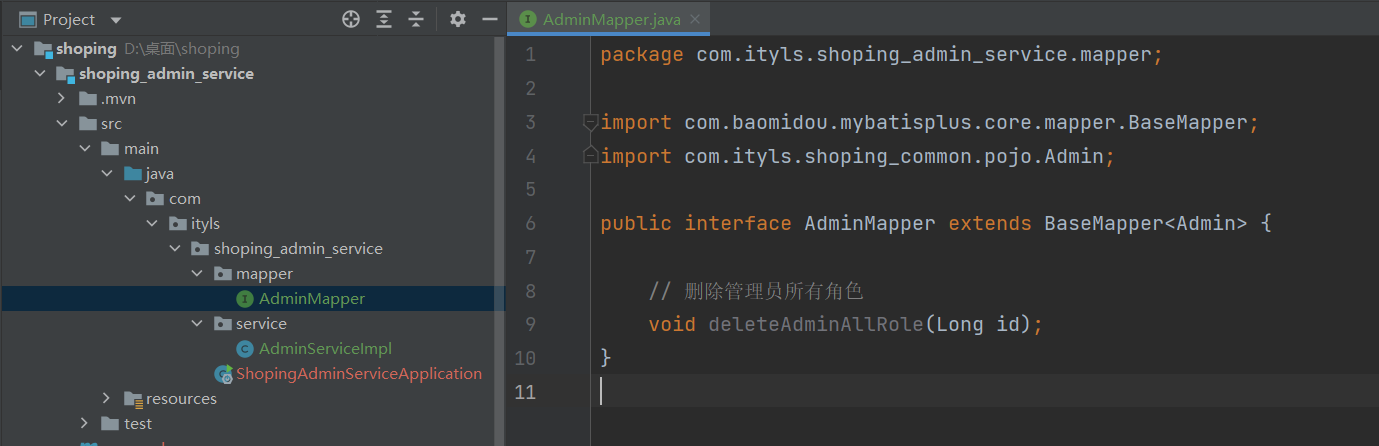 Project
AdminMapper.java
shoping D:\桌面\shoping
shoping_admin_service
.mvn
src
main
java
com
ityls
shoping_admin_service
mapper
AdminMapper
service
AdminServiceImpl
ShopingAdminServiceApplication
resources
test
1 package com.ityls.shoping_admin_service.mapper;
2
3 import com.baomidou.mybatisplus.core.mapper.BaseMapper;
4 import com.ityls.shoping_common.pojo.Admin;
5
6 public interface AdminMapper extends BaseMapper<Admin> {
7
8 // 删除管理员所有角色
9 void deleteAdminAllRole(Long id);
10 }
11